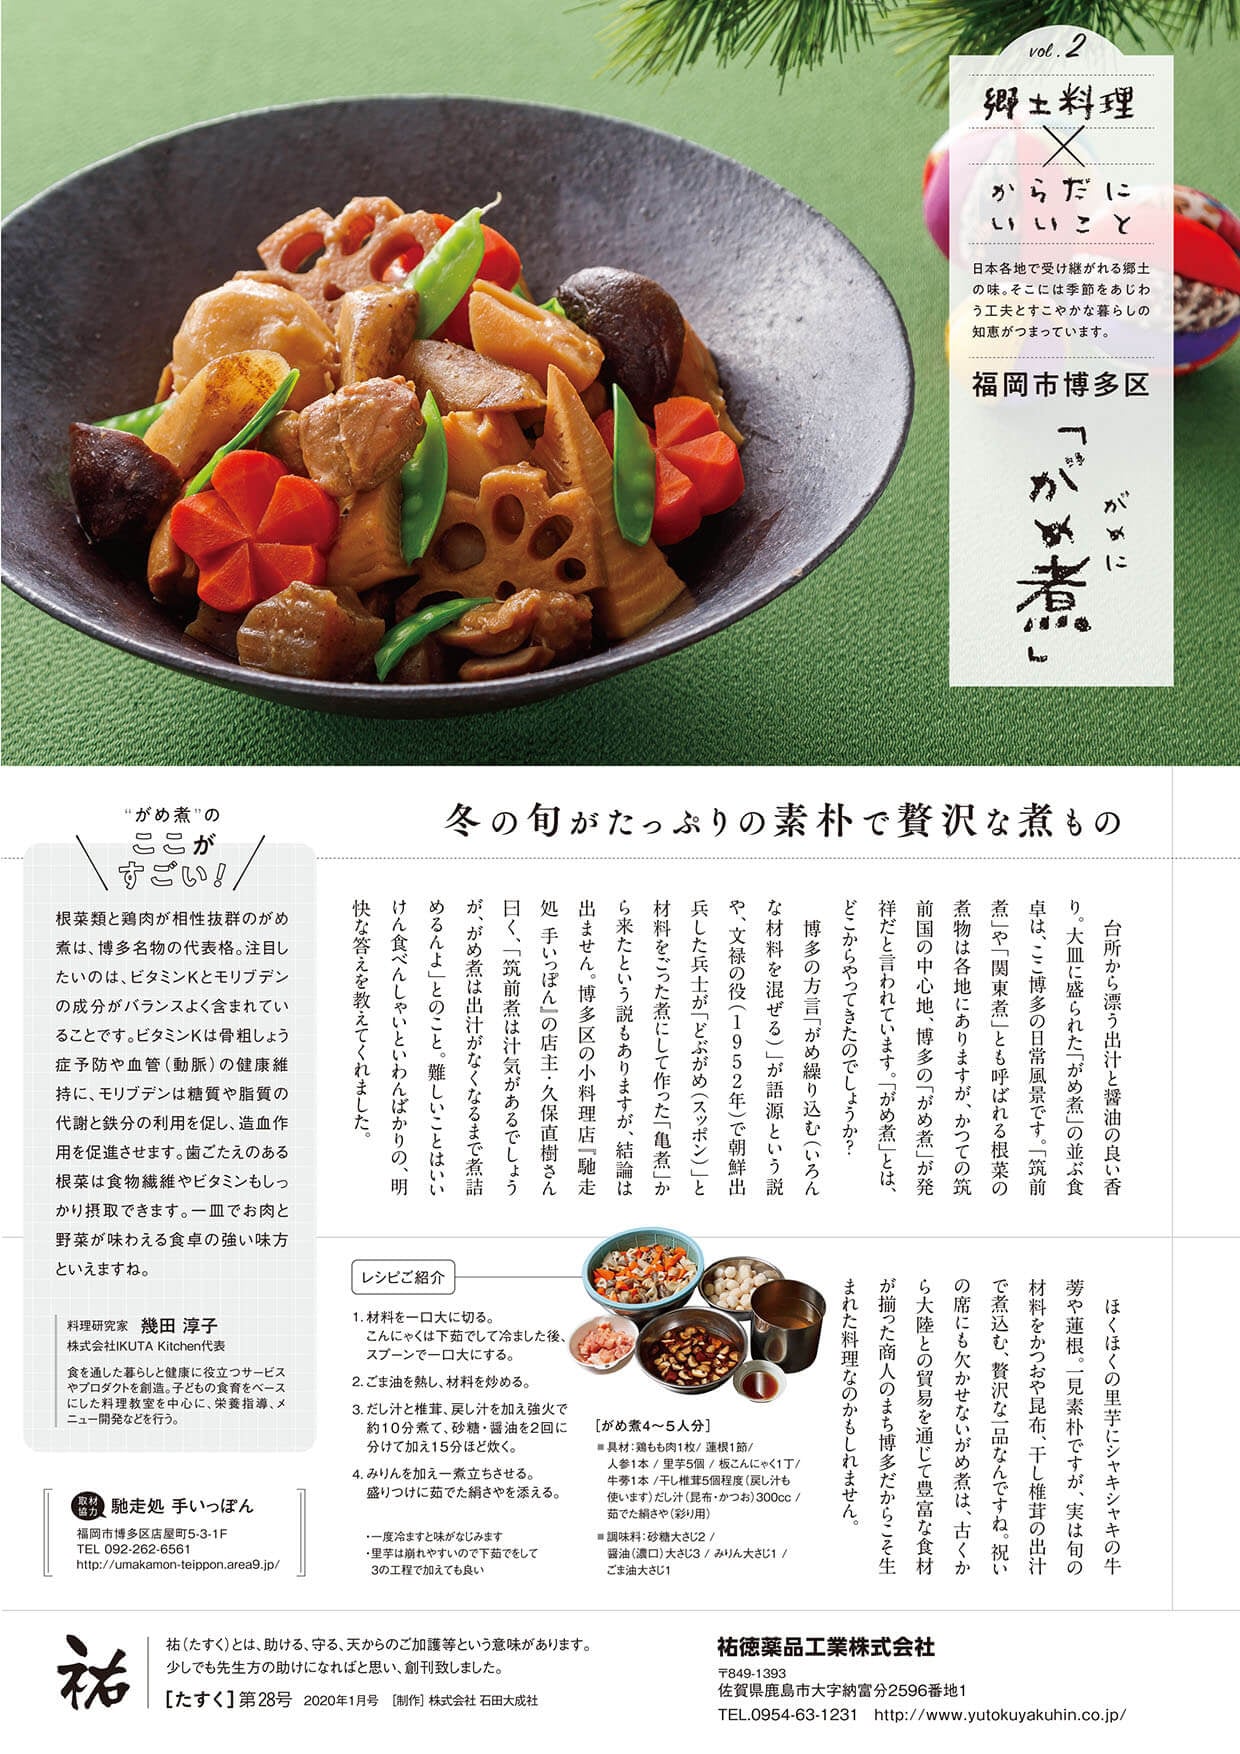 vol.2
郷土料理
×
からだに
いいこと
日本各地で受け継がれる郷土
の味。そこには季節をあじわ
う工夫とすこやかな暮らしの
知恵がつまっています。
福岡市博多区
「がめ煮」
がめに
冬の旬がたっぷりの素朴で贅沢な煮もの
台所から漂う出汁と醤油の良い香
り。大皿に盛られた「がめ煮」の並ぶ食
卓は、ここ博多の日常風景です。「筑前
煮」や「関東煮」とも呼ばれる根菜の
煮物は各地にありますが、かつての筑
前国の中心地、博多の「がめ煮」が発
祥だと言われています。「がめ煮」とは、
どこからやってきたのでしょうか?
博多の方言「がめ繰り込む(いろん
な材料を混ぜる)」が語源という説
や、文禄の役(1952年)で朝鮮出
兵した兵士が「どぶがめ(スッポン)」と
材料をごった煮にして作った「亀煮」か
ら来たという説もありますが、結論は
出ません。博多区の小料理店『馳走
処 手いっぽん』の店主・久保直樹さん
曰く、「筑前煮は汁気があるでしょう
が、がめ煮は出汁がなくなるまで煮詰
めるんよ」とのこと。難しいことはいい
けん食べんしゃいといわんばかりの、明
快な答えを教えてくれました。
ほくほくの里芋にシャキシャキの牛
蒡や蓮根。一見素朴ですが、実は旬の
材料をかつおや昆布、干し椎茸の出汁
で煮込む、贅沢な一品なんですね。祝い
の席にも欠かせないがめ煮は、古くか
ら大陸との貿易を通じて豊富な食材
が揃った商人のまち博多だからこそ生
まれた料理なのかもしれません。
“がめ煮”の
ここが
すごい!
根菜類と鶏肉が相性抜群のがめ
煮は、博多名物の代表格。注目し
たいのは、ビタミンKとモリブデン
の成分がバランスよく含まれてい
ることです。ビタミンKは骨粗しょう
症予防や血管(動脈)の健康維
持に、モリブデンは糖質や脂質の
代謝と鉄分の利用を促し、造血作
用を促進させます。歯ごたえのある
根菜は食物繊維やビタミンもしっ
かり摂取できます。一皿でお肉と
野菜が味わえる食卓の強い味方
といえますね。
料理研究家 幾田 淳子
株式会社IKUTA Kitchen代表
食を通した暮らしと健康に役立つサービス
やプロダクトを創造。子どもの食育をベース
にした料理教室を中心に、栄養指導、メ
ニュー開発などを行う。
取材協力 馳走処 手いっぽん
福岡市博多区店屋町5-3-1F
TEL 092-262-6561
http://umakamon-teippon.area9.jp/
レシピご紹介
1. 材料を一口大に切る。
こんにゃくは下茹でして冷ました後、
スプーンで一口大にする。
2. ごま油を熱し、材料を炒める。
3. だし汁と椎茸、戻し汁を加え強火で
約10分煮て、砂糖・醤油を2回に
分けて加え15分ほど炊く。
4. みりんを加え一煮立ちさせる。
盛りつけに茹でた絹さやを添える。
・一度冷ますと味がなじみます
・里芋は崩れやすいので下茹でをして
3の工程で加えても良い
[がめ煮4〜5人分]
■具材:鶏もも肉1枚/ 蓮根1節/
人参1本 / 里芋5個 / 板こんにゃく1丁/
牛蒡1本 /干し椎茸5個程度(戻し汁も
使います)だし汁(昆布・かつお)300cc /
茹でた絹さや(彩り用)
■調味料:砂糖大さじ2 /
醤油(濃口)大さじ3 / みりん大さじ1 /
ごま油大さじ1
祐
祐(たすく)とは、助ける、守る、天からのご加護等という意味があります。
少しでも先生方の助けになればと思い、創刊致しました。
[たすく]第28号 2020年1月号 [制作] 株式会社 石田大成社
祐徳薬品工業株式会社
〒849-1393
佐賀県鹿島市大字納富分2596番地1
TEL.0954-63-1231 http://www.yutokuyakuhin.co.jp/